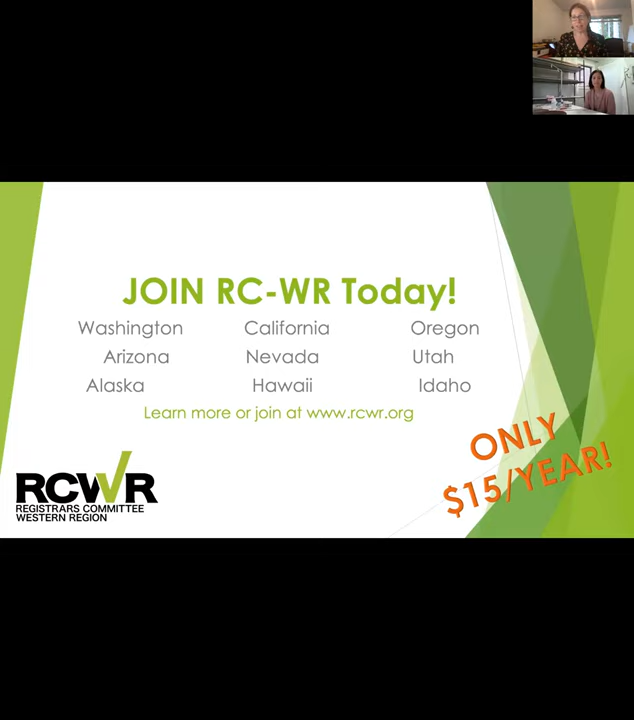 JOIN RC-WR Today!
Washington California Oregon
Arizona Nevada Utah
Alaska Hawaii Idaho
Learn more or join at www.rcwr.org
ONLY
$15/YEAR!
RCWR
REGISTRARS COMMITTEE
WESTERN REGION